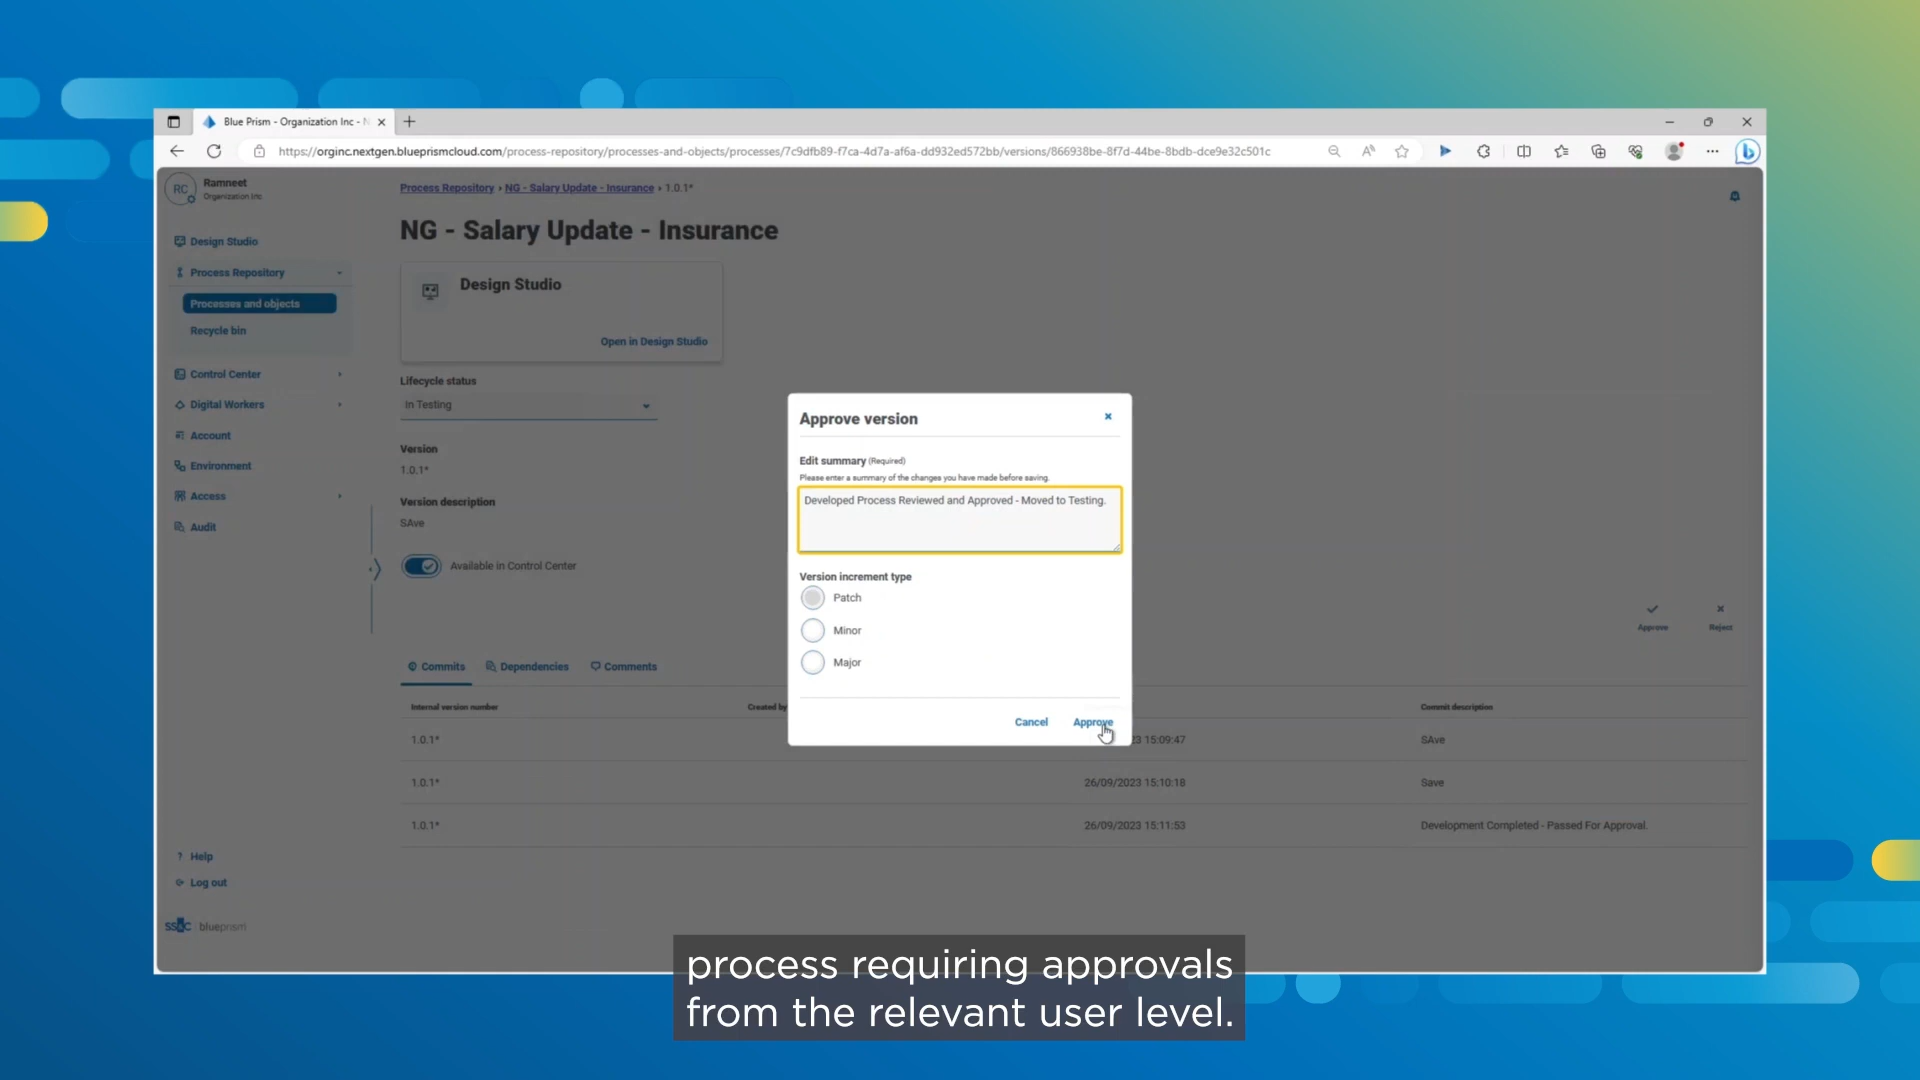 Blue Prism - Organization Inc - N
https://orginc.nextgen.blueprismcloud.com/process-repository/processes-and-objects/processes/7c9dfb89-f7ca-4d7a-af6a-dd932ed572bb/versions/866938be-8f7d-44be-8bdb-dce9e32c501c
RC
Ramneet
Organization Inc
Design Studio
Process Repository
Processes and objects
Recycle bin
Control Center
Digital Workers
Account
Environment
Access
Audit
Help
Log out
SS&C blueprism
Process Repository › NG - Salary Update - Insurance › 1.0.1*
NG - Salary Update - Insurance
Design Studio
Open in Design Studio
Lifecycle status
In Testing
Version
1.0.1*
Version description
SAve
Available in Control Center
Approve
Reject
Commits
Dependencies
Comments
Internal version number
Created by
Commit description
1.0.1*
3 15:09:47
SAve
1.0.1*
26/09/2023 15:10:18
Save
1.0.1*
26/09/2023 15:11:53
Development Completed - Passed For Approval.
Approve version
Edit summary (Required)
Please enter a summary of the changes you have made before saving.
Developed Process Reviewed and Approved - Moved to Testing.
Version increment type
Patch
Minor
Major
Cancel
Approve
process requiring approvals
from the relevant user level.